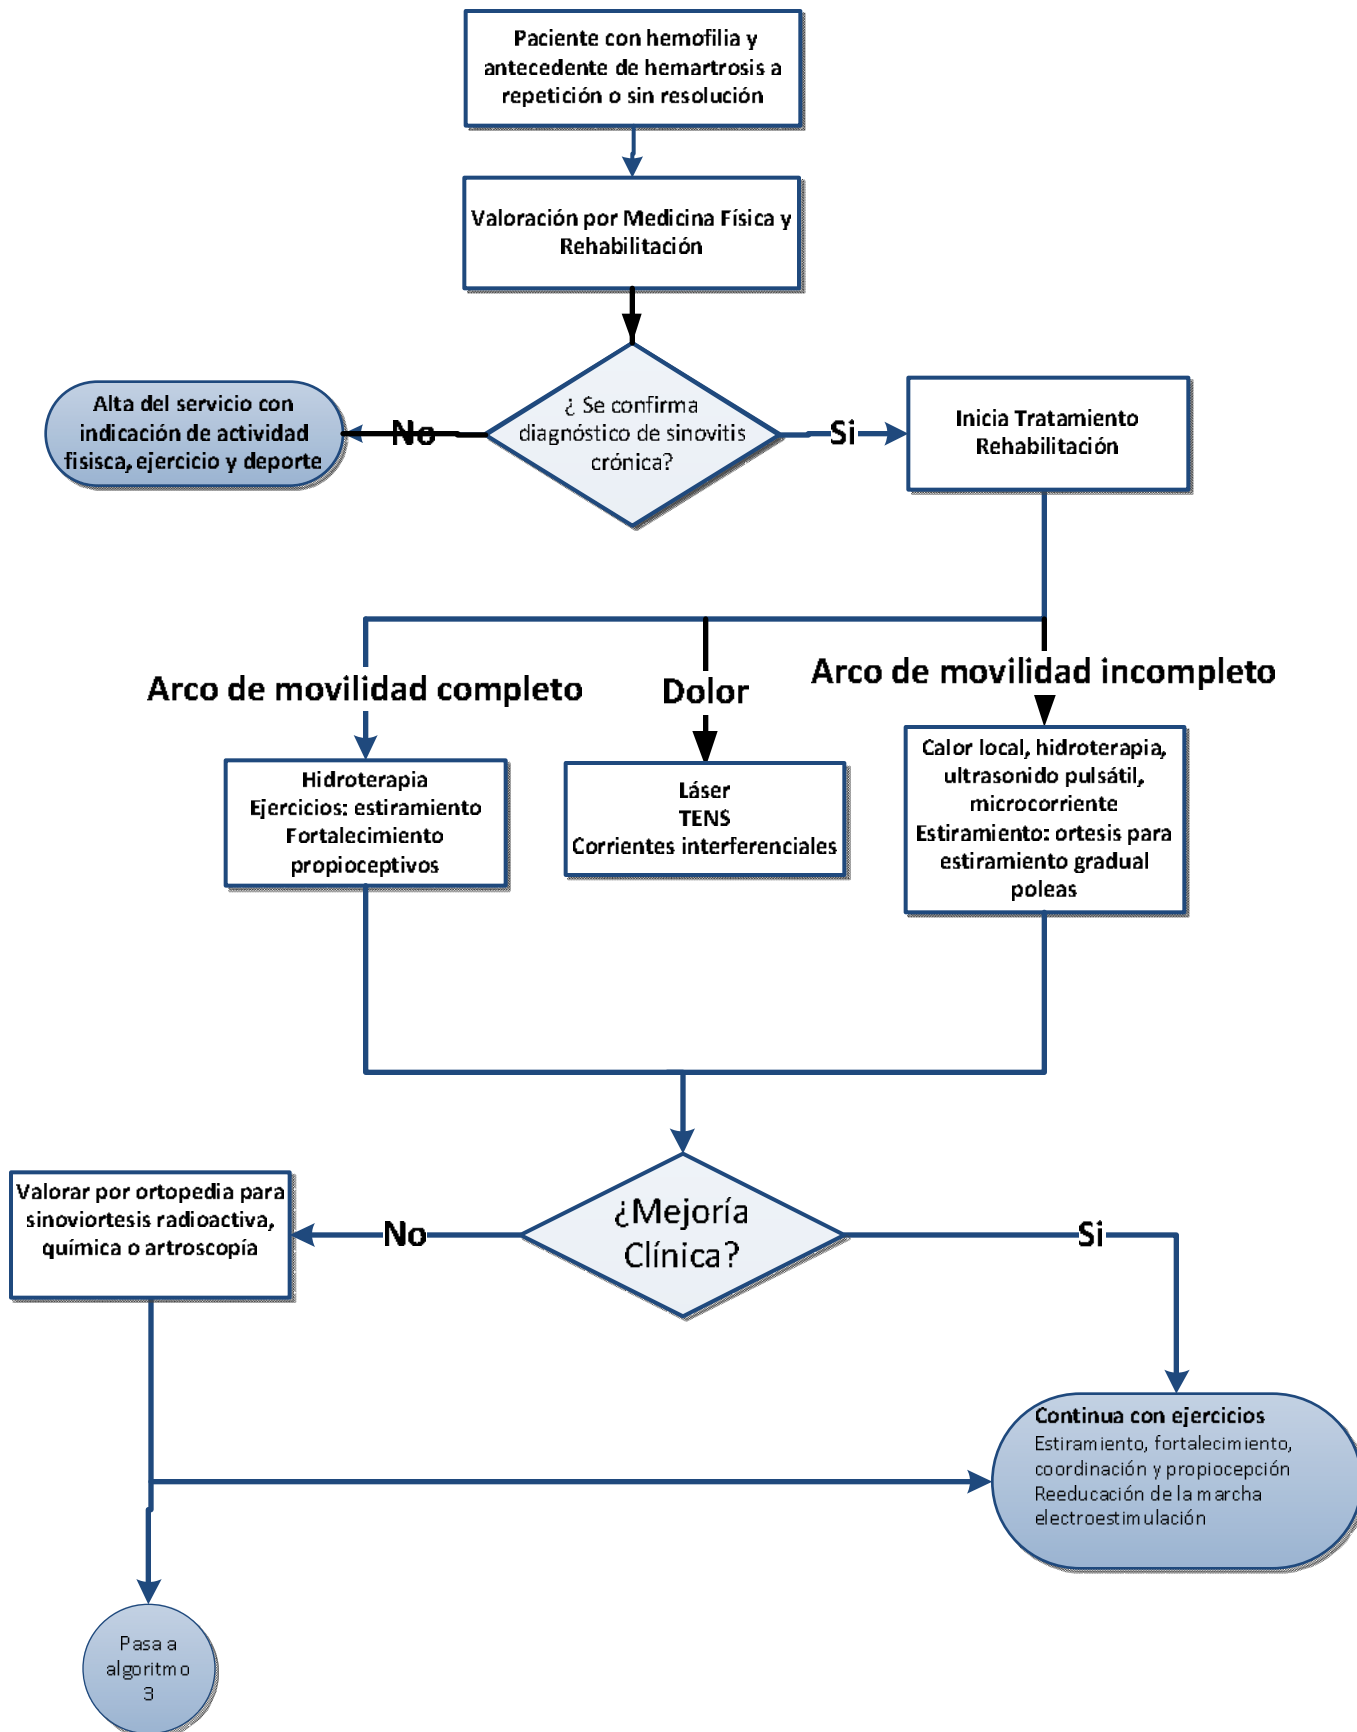 Paciente con hemofilia y
antecedente de hemartrosis a
repetición o sin resolución
Valoración por Medicina Física y
Rehabilitación
¿ Se confirma
diagnóstico de sinovitis
crónica?
No
Alta del servicio con
indicación de actividad
fisisca, ejercicio y deporte
Si
Inicia Tratamiento
Rehabilitación
Arco de movilidad completo
Dolor
Arco de movilidad incompleto
Hidroterapia
Ejercicios: estiramiento
Fortalecimiento
propioceptivos
Láser
TENS
Corrientes interferenciales
Calor local, hidroterapia,
ultrasonido pulsátil,
microcorriente
Estiramiento: ortesis para
estiramiento gradual
poleas
¿Mejoría
Clínica?
No
Valorar por ortopedia para
sinoviortesis radioactiva,
química o artroscopía
Si
Continua con ejercicios
Estiramiento, fortalecimiento,
coordinación y propiocepción
Reeducación de la marcha
electroestimulación
Pasa a
algoritmo
3